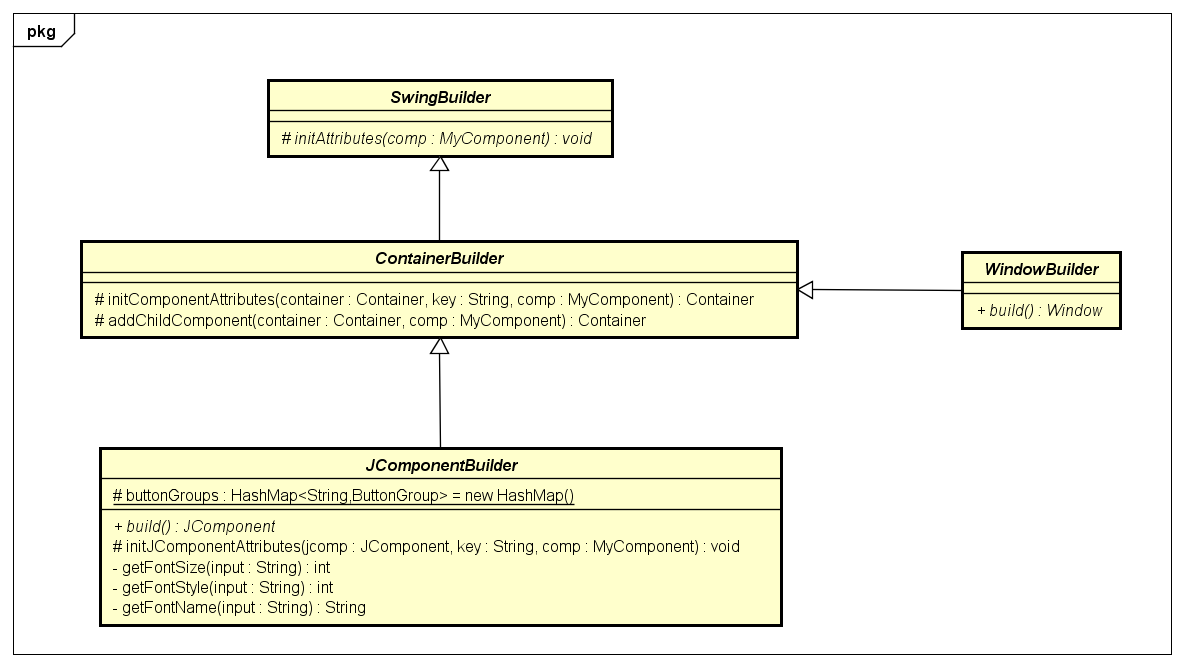 pkg
SwingBuilder
# initAttributes(comp : MyComponent) : void
ContainerBuilder
# initComponentAttributes(container : Container, key : String, comp : MyComponent) : Container
# addChildComponent(container : Container, comp : MyComponent) : Container
WindowBuilder
+ build() : Window
JComponentBuilder
# buttonGroups : HashMap<String,ButtonGroup> = new HashMap()
+ build() : JComponent
# initJComponentAttributes(jcomp : JComponent, key : String, comp : MyComponent) : void
- getFontSize(input : String) : int
- getFontStyle(input : String) : int
- getFontName(input : String) : String